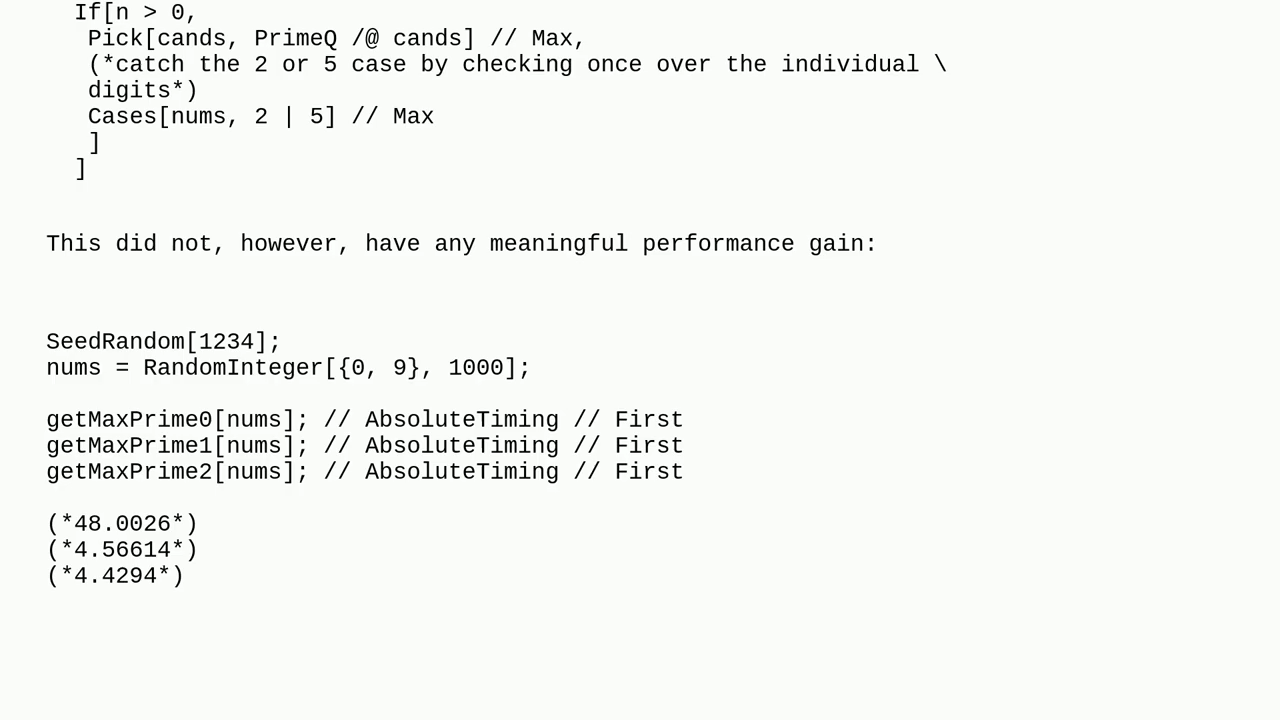 If[n > 0,
Pick[cands, PrimeQ /@ cands] // Max,
(*catch the 2 or 5 case by checking once over the individual \
digits*)
Cases[nums, 2 | 5] // Max
]
]
This did not, however, have any meaningful performance gain:
SeedRandom[1234];
nums = RandomInteger[{0, 9}, 1000];
getMaxPrime0[nums]; // AbsoluteTiming // First
getMaxPrime1[nums]; // AbsoluteTiming // First
getMaxPrime2[nums]; // AbsoluteTiming // First
(*48.0026*)
(*4.56614*)
(*4.4294*)